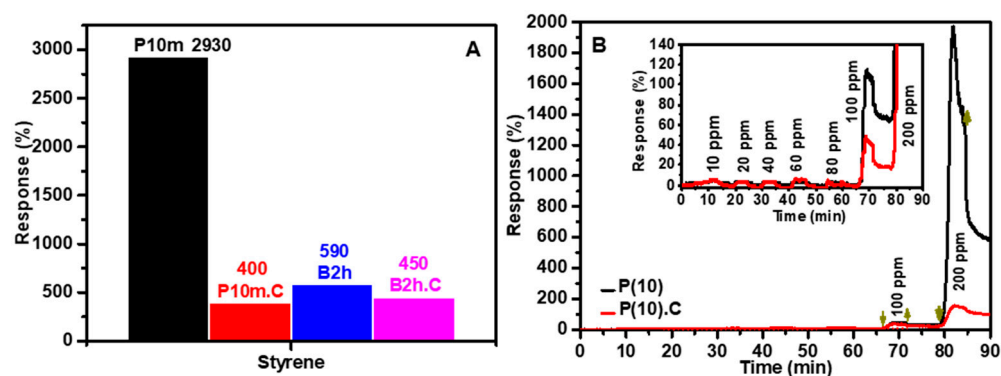 A
P10m 2930
400
P10m.C
590
B2h
450
B2h.C
3000
2500
2000
1500
1000
500
0
Response (%)
Styrene
B
2000
1800
1600
1400
1200
1000
800
600
400
200
0
Response (%)
0 10 20 30 40 50 60 70 80 90
Time (min)
P(10)
P(10).C
100 ppm
200 ppm
140
120
100
80
60
40
20
0
Response (%)
10 ppm
20 ppm
40 ppm
60 ppm
80 ppm
100 ppm
200 ppm
0 10 20 30 40 50 60 70 80 90
Time (min)